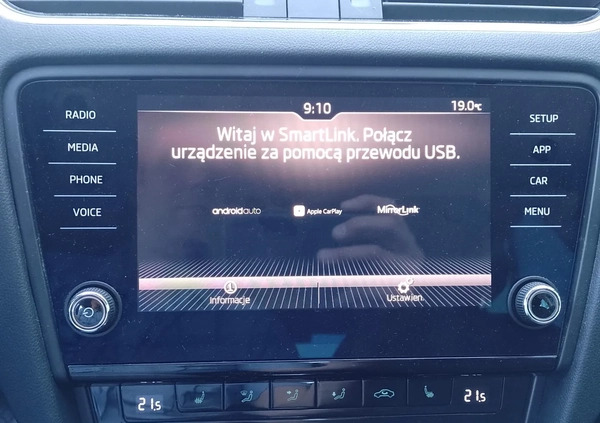 9:10
19.0°C
Witaj w SmartLink. Połącz
urządzenie za pomocą przewodu USB.
androidauto
Apple CarPlay
MirrorLink
Informacje
Ustawien.
RADIO
MEDIA
PHONE
VOICE
SETUP
APP
CAR
MENU
21.5
21.5